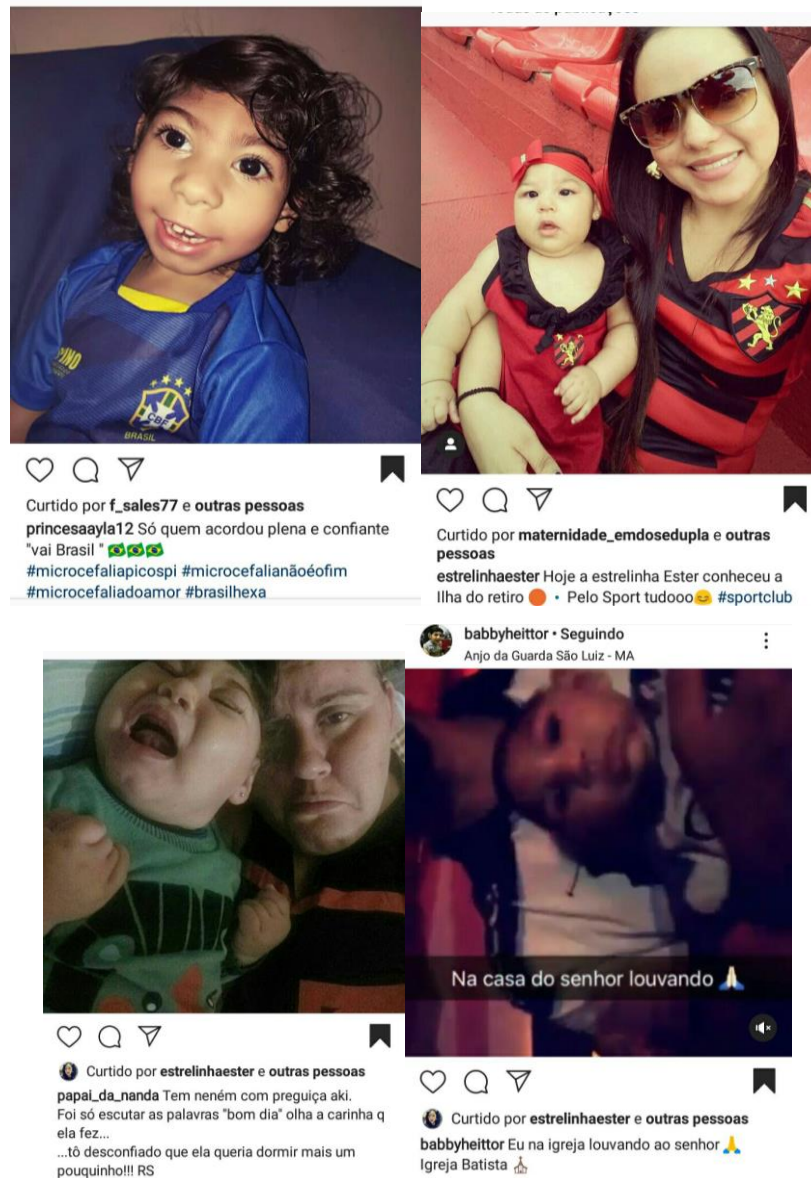 CBF
BRASIL
Curtido por f_sales77 e outras pessoas
princesaayla12 Só quem acordou plena e confiante
"vai Brasil " 🇧🇷🇧🇷🇧🇷
#microcefaliapicospi #microcefalianãoéofim
#microcefaliadoamor #brasilhexa
Curtido por maternidade_emdosedupla e outras
pessoas
estrelinhaester Hoje a estrelinha Ester conheceu a
Ilha do retiro 🔴 • Pelo Sport tudooo😊 #sportclub
Curtido por estrelinhaester e outras pessoas
papai_da_nanda Tem neném com preguiça aki.
Foi só escutar as palavras "bom dia" olha a carinha q
ela fez...
...tô desconfiado que ela queria dormir mais um
pouquinho!!! RS
babbyheittor • Seguindo
Anjo da Guarda São Luiz - MA
Na casa do senhor louvando 🙏🏻
Curtido por estrelinhaester e outras pessoas
babbyheittor Eu na igreja louvando ao senhor 🙏
Igreja Batista ⛪